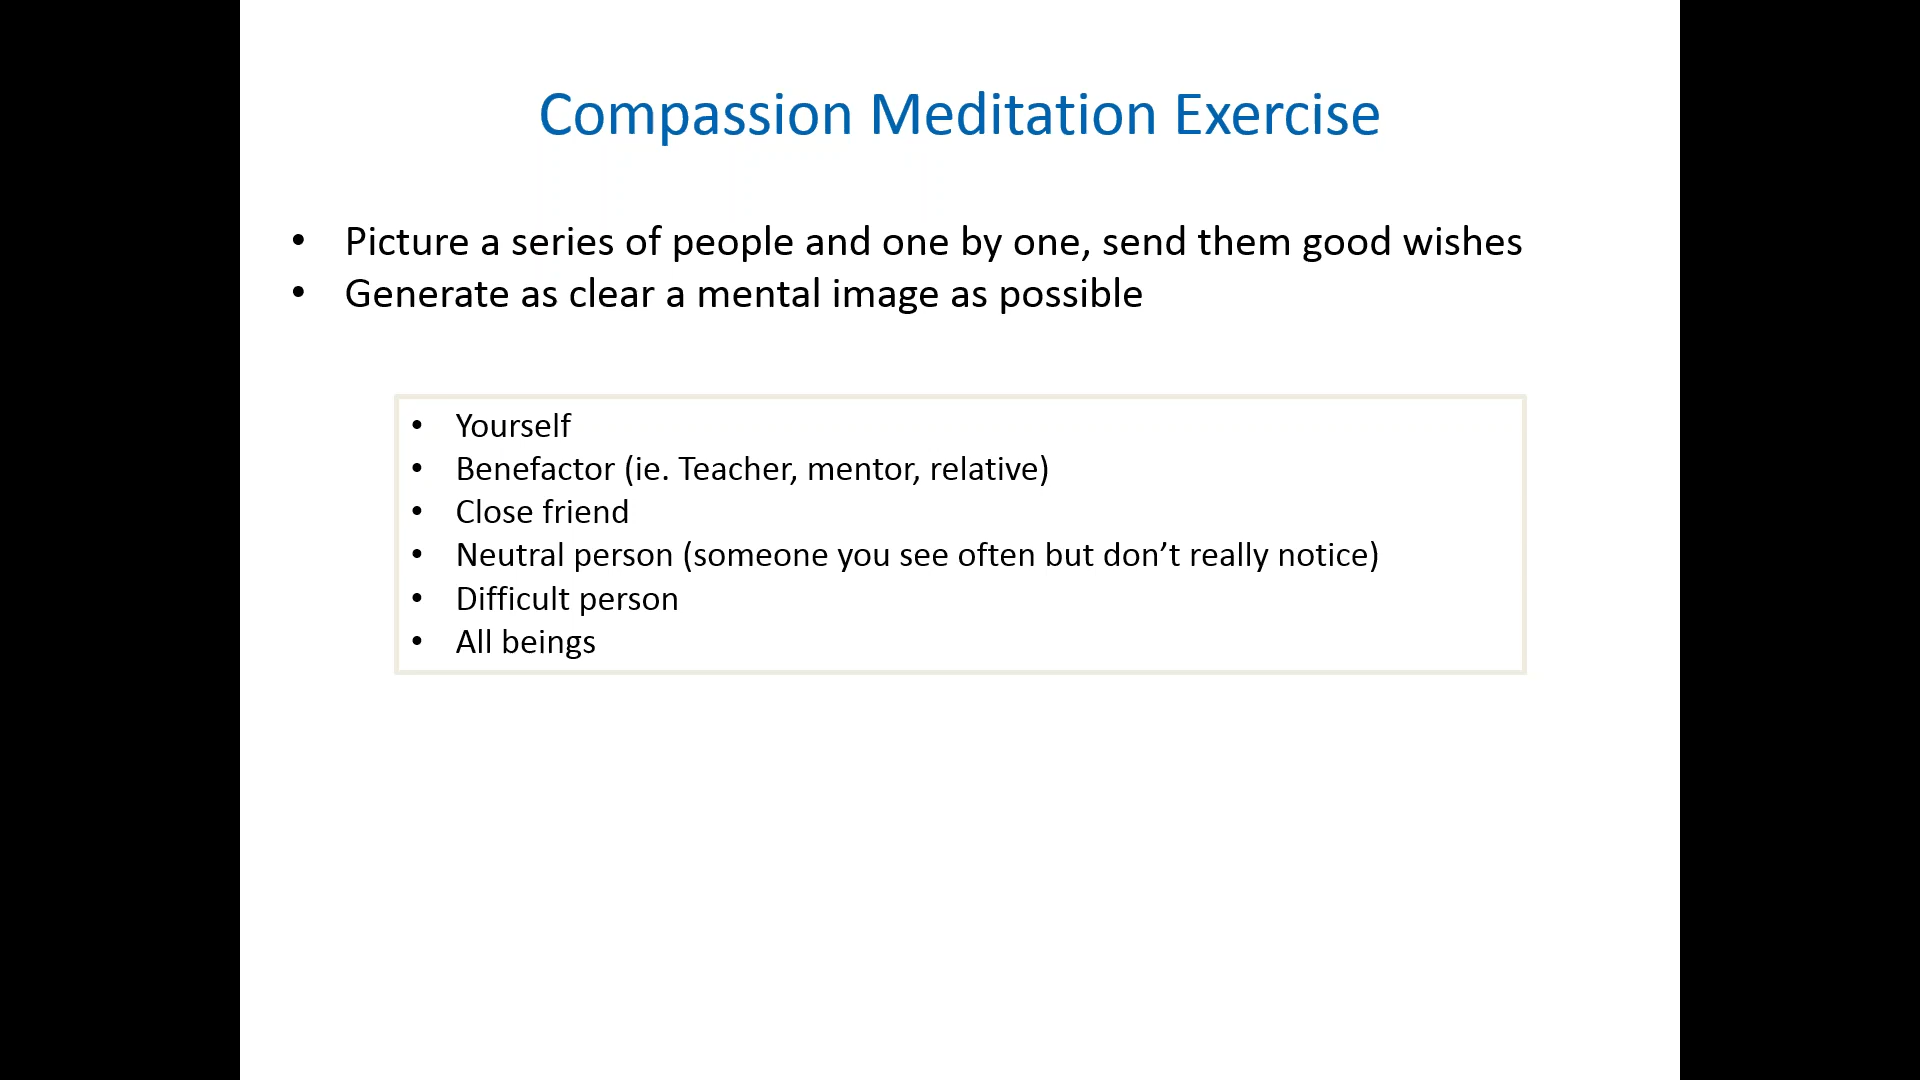 Compassion Meditation Exercise
• Picture a series of people and one by one, send them good wishes
• Generate as clear a mental image as possible
• Yourself
• Benefactor (ie. Teacher, mentor, relative)
• Close friend
• Neutral person (someone you see often but don’t really notice)
• Difficult person
• All beings